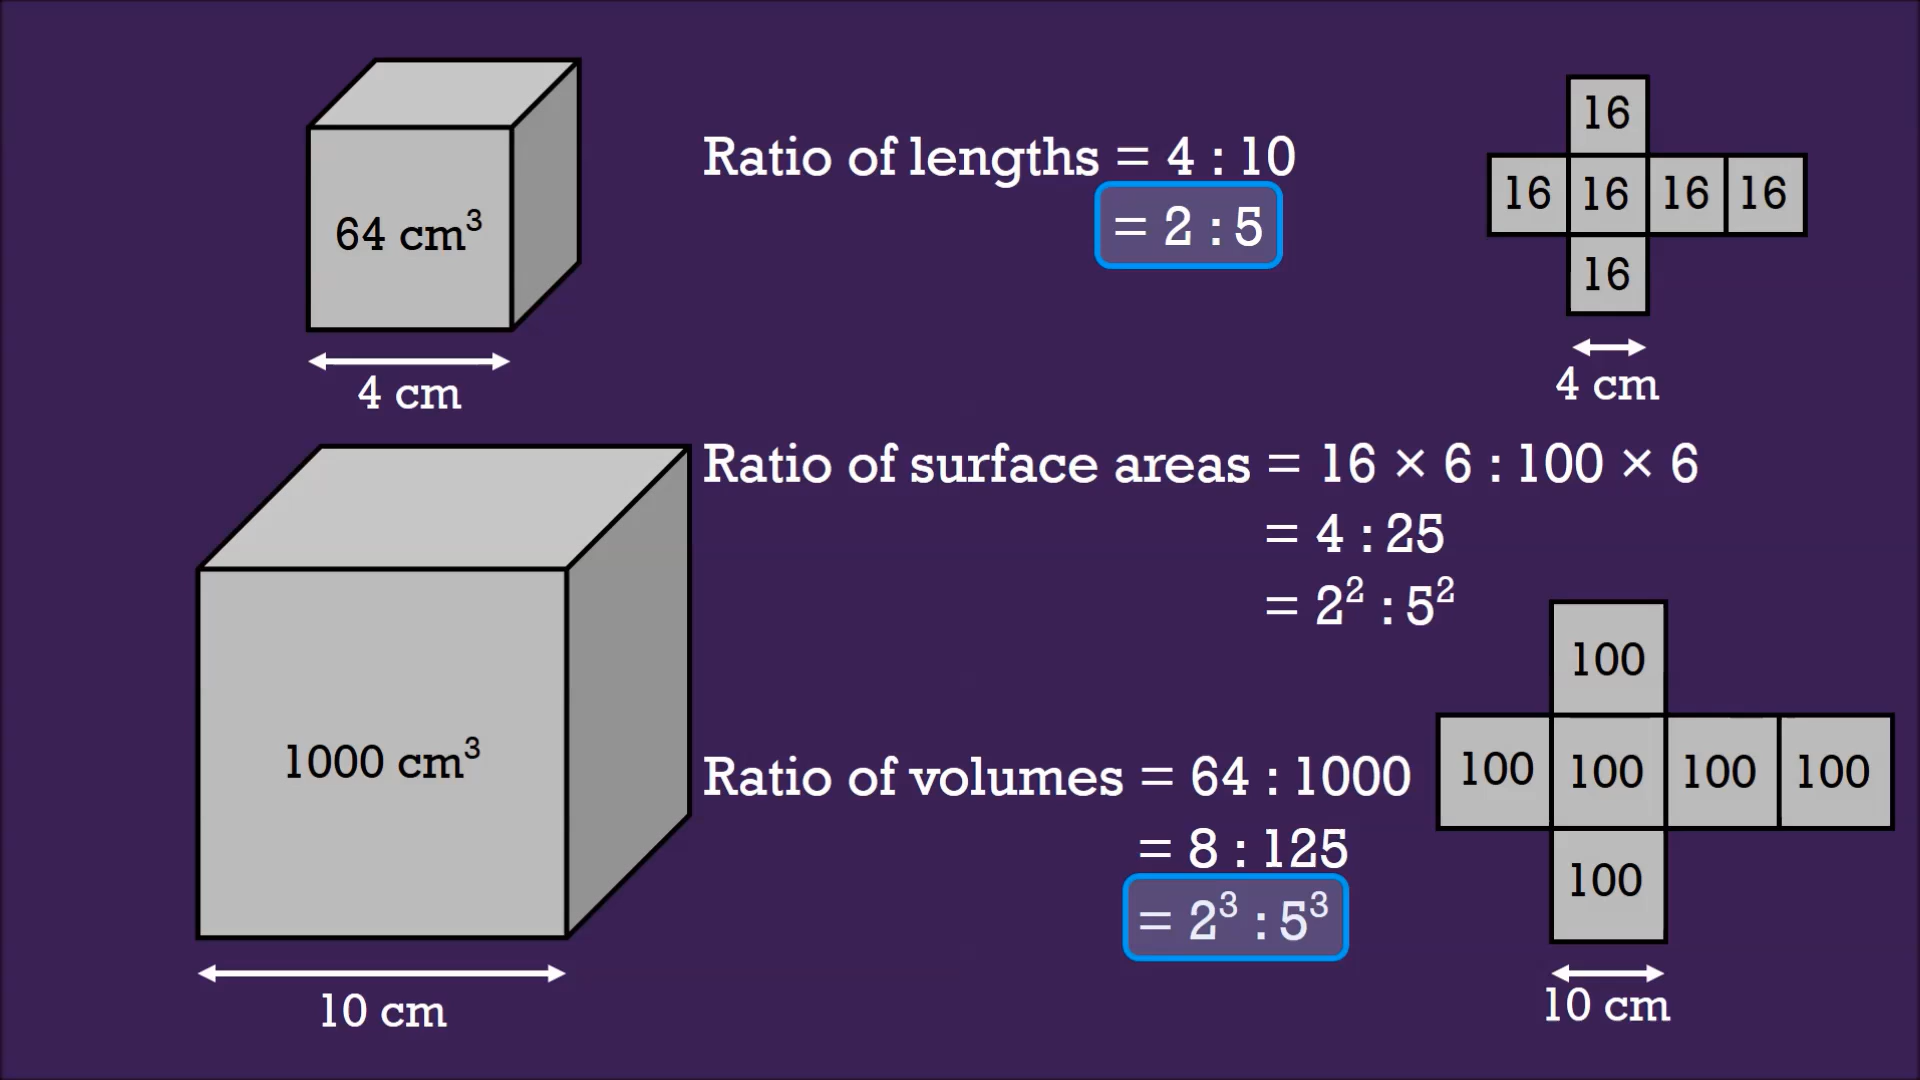 64 cm³
4 cm
Ratio of lengths = 4 : 10
= 2 : 5
16
16 16 16 16
16
4 cm
1000 cm³
10 cm
Ratio of surface areas = 16 × 6 : 100 × 6
= 4 : 25
= 2² : 5²
Ratio of volumes = 64 : 1000
= 8 : 125
= 2³ : 5³
100
100 100 100 100
100
10 cm